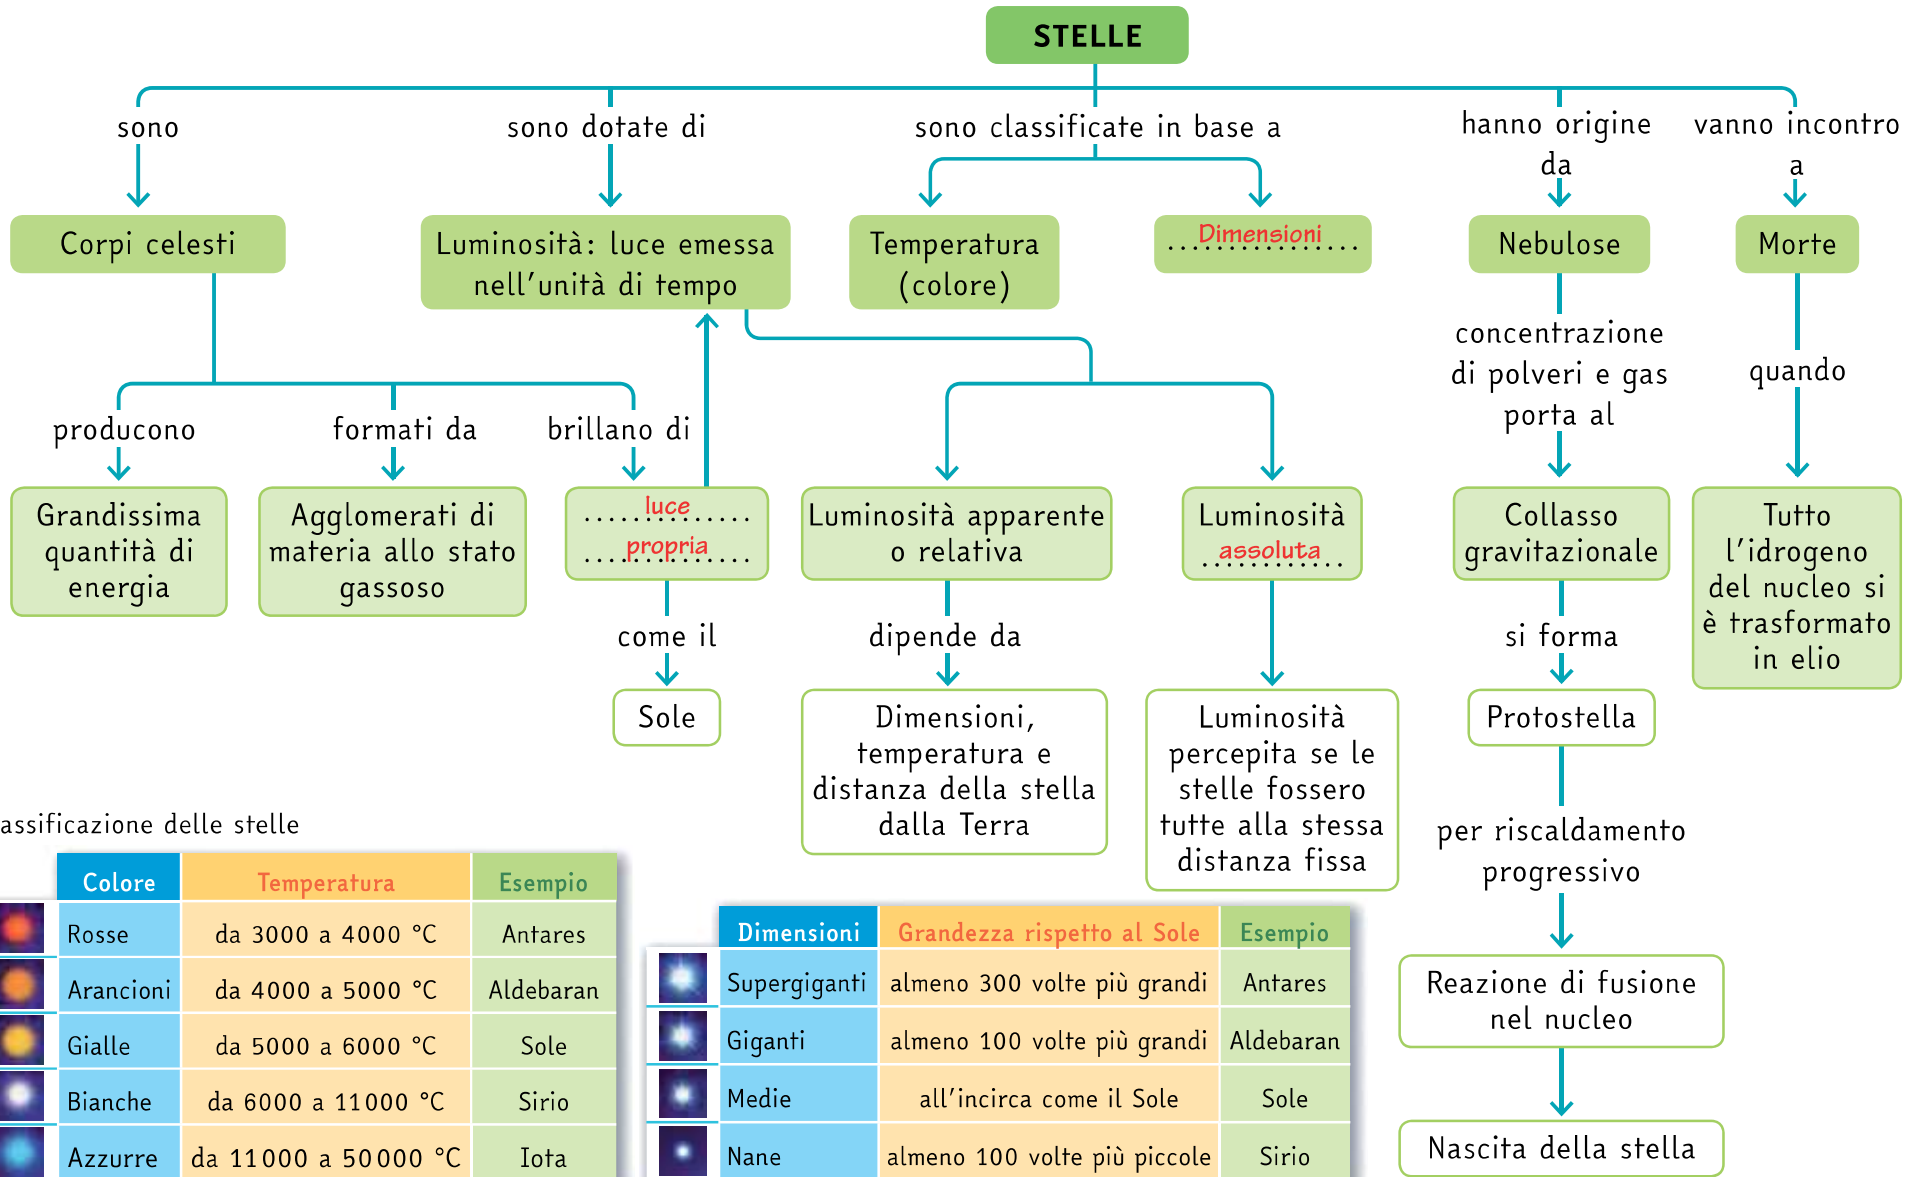 STELLE
sono
sono dotate di
sono classificate in base a
hanno origine
da
vanno incontro
a
Corpi celesti
Luminosità: luce emessa
nell'unità di tempo
Temperatura
(colore)
Dimensioni
Nebulose
Morte
producono
formati da
brillano di
concentrazione
di polveri e gas
porta al
quando
Grandissima
quantità di
energia
Agglomerati di
materia allo stato
gassoso
luce
propria
Luminosità apparente
o relativa
Luminosità
assoluta
Collasso
gravitazionale
Tutto
l'idrogeno
del nucleo si
è trasformato
in elio
come il
dipende da
si forma
Sole
Dimensioni,
temperatura e
distanza della stella
dalla Terra
Luminosità
percepita se le
stelle fossero
tutte alla stessa
distanza fissa
Protostella
per riscaldamento
progressivo
Reazione di fusione
nel nucleo
Nascita della stella
assificazione delle stelle
Colore Temperatura Esempio
Rosse da 3000 a 4000 °C Antares
Arancioni da 4000 a 5000 °C Aldebaran
Gialle da 5000 a 6000 °C Sole
Bianche da 6000 a 11000 °C Sirio
Azzurre da 11000 a 50000 °C Iota
Dimensioni Grandezza rispetto al Sole Esempio
Supergiganti almeno 300 volte più grandi Antares
Giganti almeno 100 volte più grandi Aldebaran
Medie all'incirca come il Sole Sole
Nane almeno 100 volte più piccole Sirio